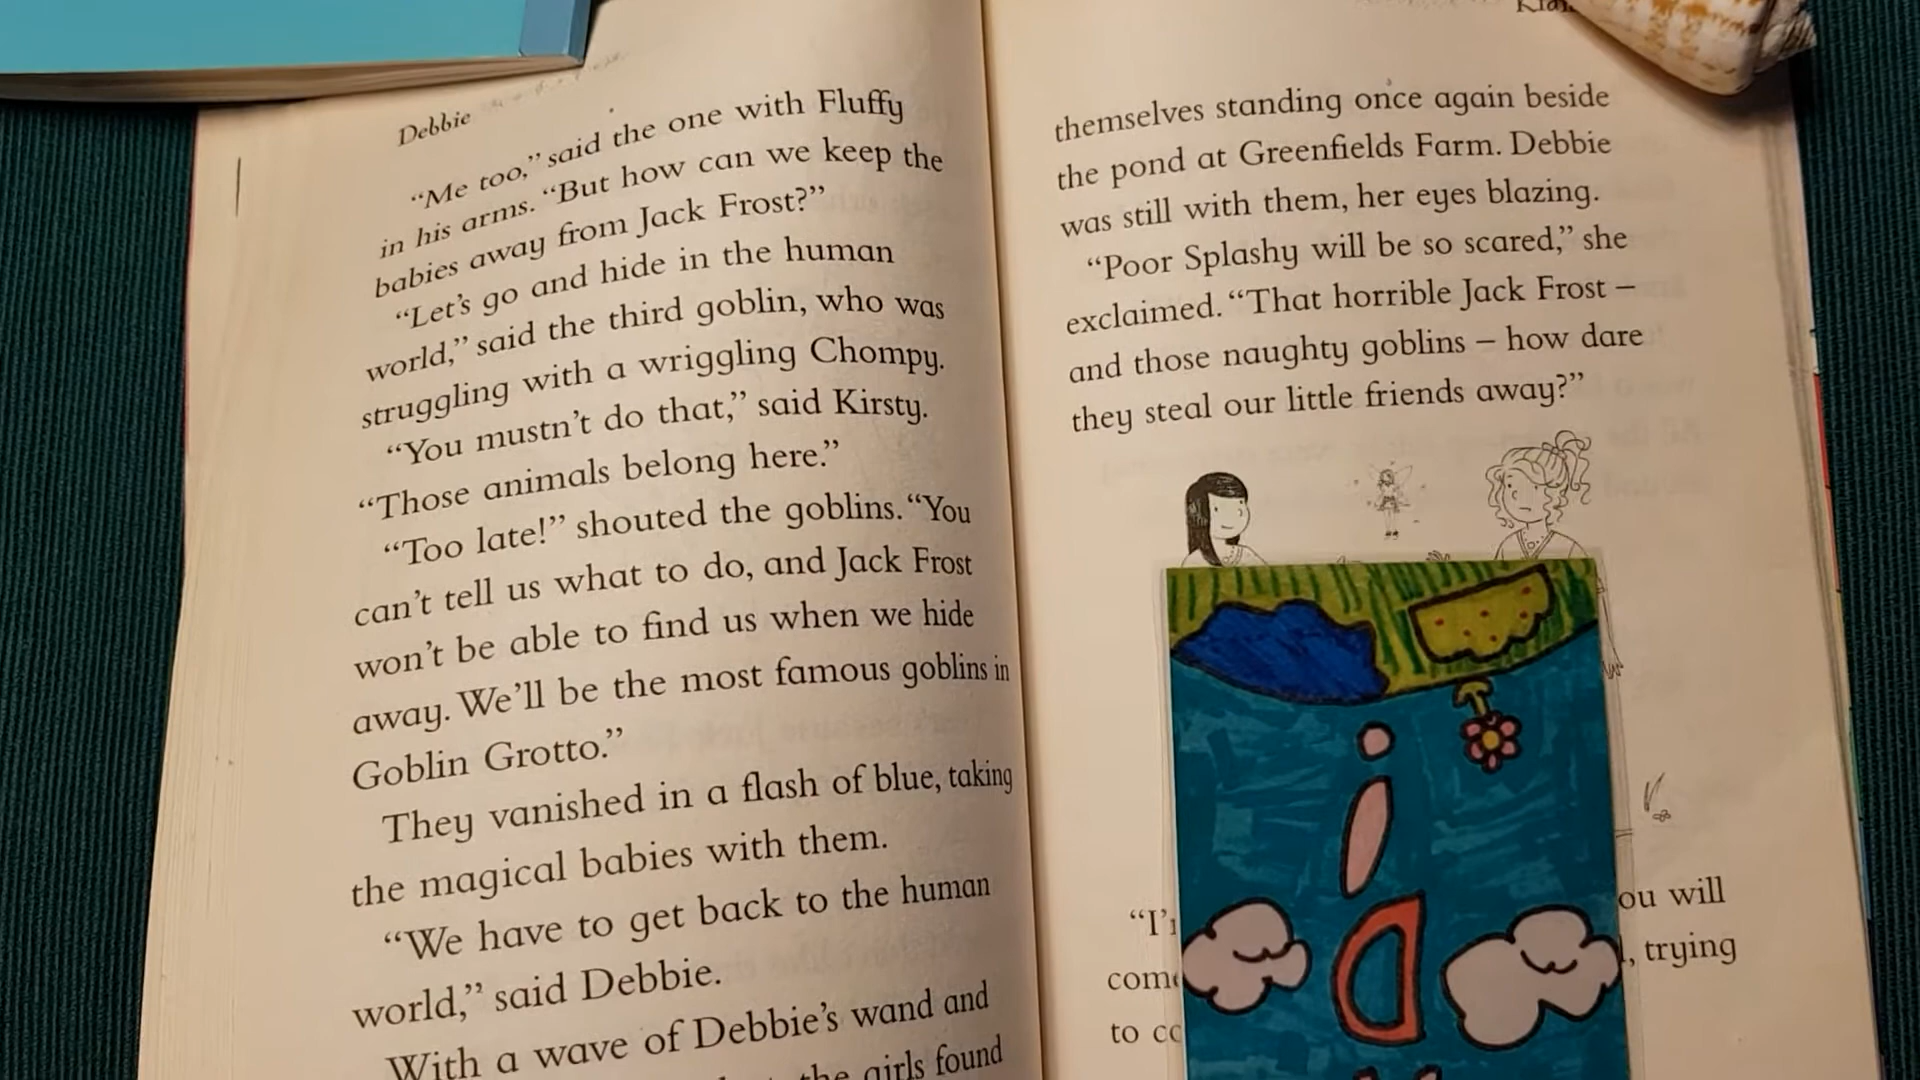 Debbie
“Me too,” said the one with Fluffy
in his arms. “But how can we keep the
babies away from Jack Frost?”
“Let’s go and hide in the human
world,” said the third goblin, who was
struggling with a wriggling Chompy.
“You mustn’t do that,” said Kirsty.
“Those animals belong here.”
“Too late!” shouted the goblins. “You
can’t tell us what to do, and Jack Frost
won’t be able to find us when we hide
away. We’ll be the most famous goblins in
Goblin Grotto.”
They vanished in a flash of blue, taking
the magical babies with them.
“We have to get back to the human
world,” said Debbie.
With a wave of Debbie’s wand and
the girls found
themselves standing once again beside
the pond at Greenfields Farm. Debbie
was still with them, her eyes blazing.
“Poor Splashy will be so scared,” she
exclaimed. “That horrible Jack Frost –
and those naughty goblins – how dare
they steal our little friends away?”
will
trying
to